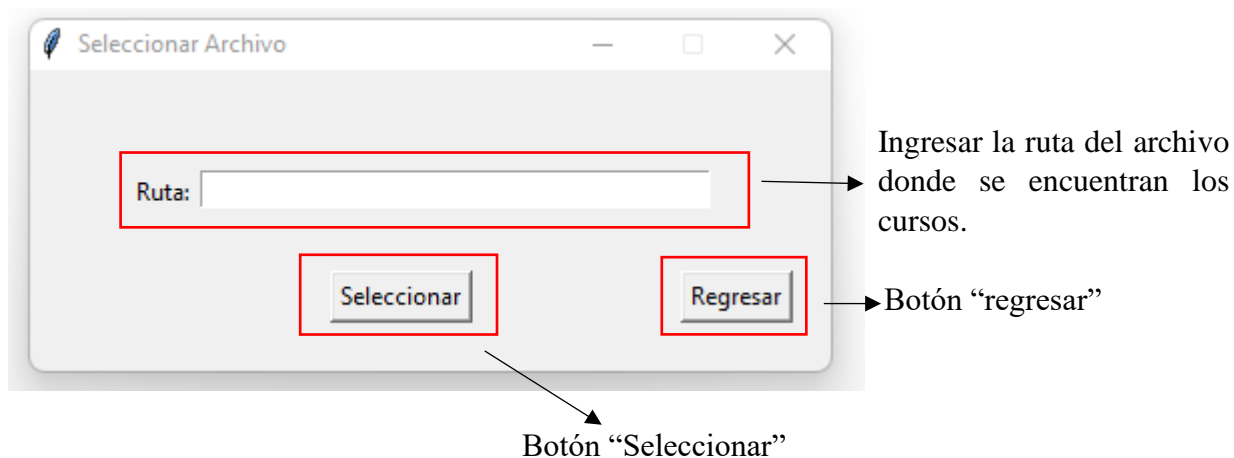 Seleccionar Archivo
Ruta:
Ingresar la ruta del archivo
donde se encuentran los
cursos.
Seleccionar
Regresar
Botón “regresar”
Botón “Seleccionar”